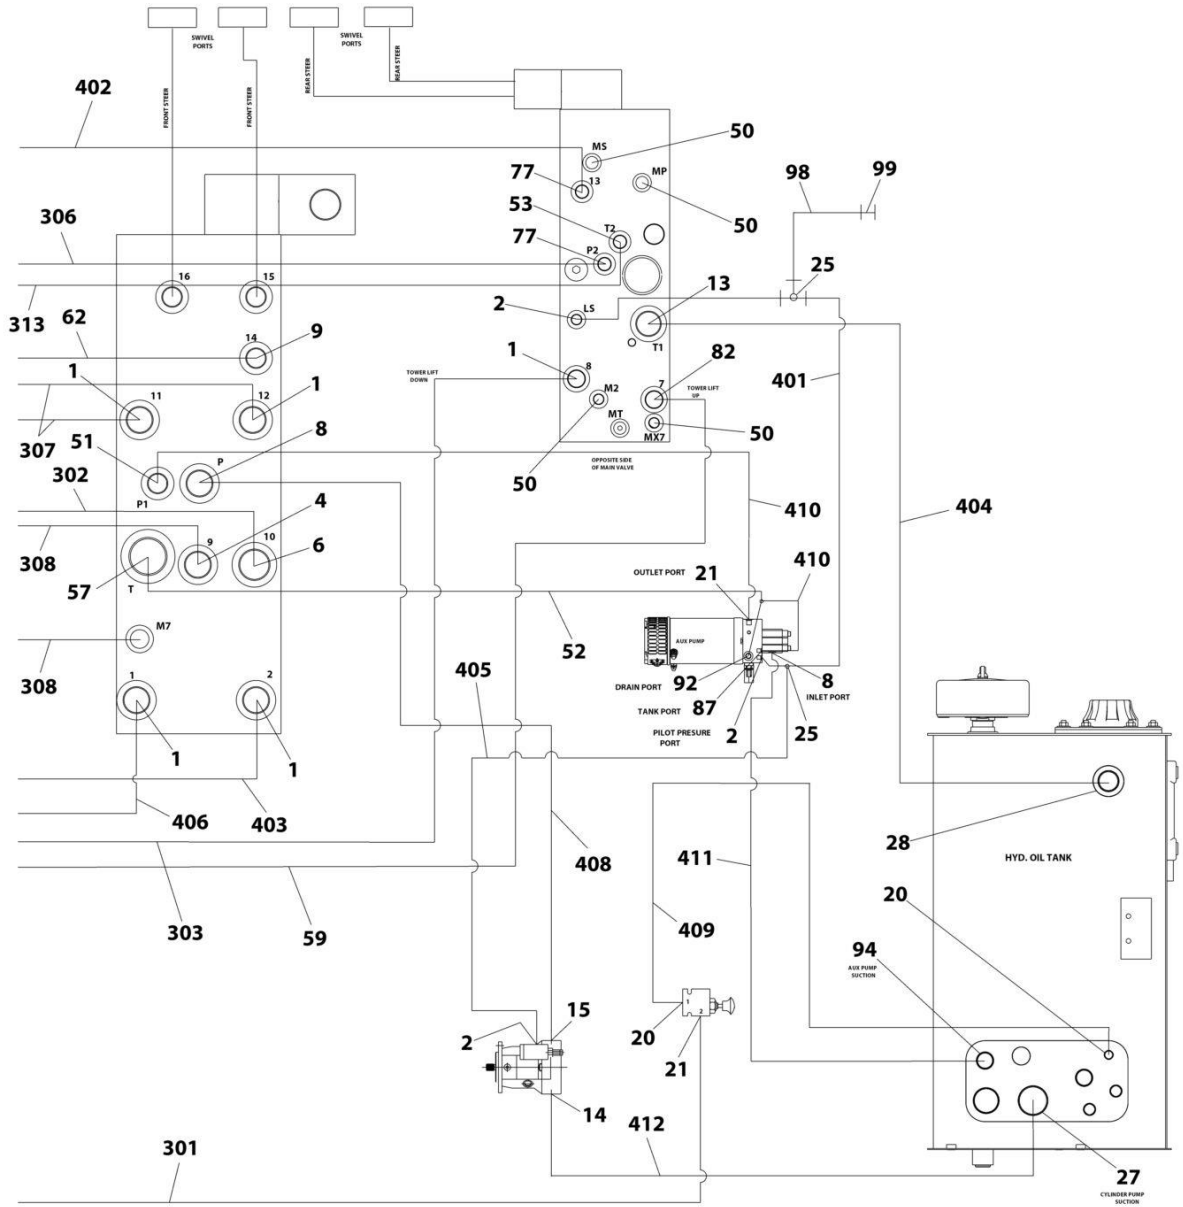 SWIVEL
PORTS
SWIVEL
PORTS
FRONT STEER
FRONT STEER
REAR STEER
REAR STEER
402
MS
50
77
13
MP
98
99
53
T2
50
306
77
P2
16
15
25
313
62
2
LS
13
14
9
T1
1
8
82
TOWER LIFT
DOWN
401
1
1
7
TOWER LIFT
UP
11
12
M2
307
51
8
MT
MX7
50
302
P
OPPOSITE SIDE
OF MAIN VALVE
50
P1
4
410
404
308
9
10
6
OUTLET PORT
21
410
57
T
M7
AUX PUMP
52
308
405
DRAIN PORT
92
8
INLET PORT
1
2
TANK PORT
87
PILOT PRESURE
PORT
2
25
1
1
406
403
28
408
411
HYD. OIL TANK
20
303
59
409
94
AUX PUMP
SUCTION
1
2
15
20
2
21
14
412
301
27
CYLINDER PUMP
SUCTION